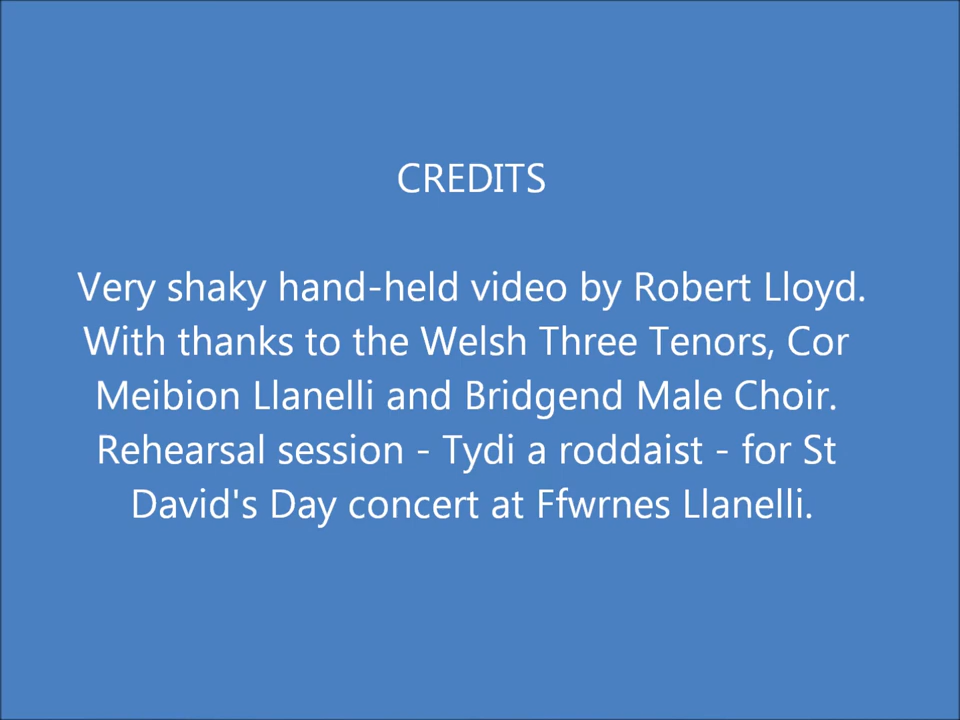 CREDITS
Very shaky hand-held video by Robert Lloyd.
With thanks to the Welsh Three Tenors, Cor
Meibion Llanelli and Bridgend Male Choir.
Rehearsal session - Tydi a roddaist - for St
David's Day concert at Ffwrnes Llanelli.